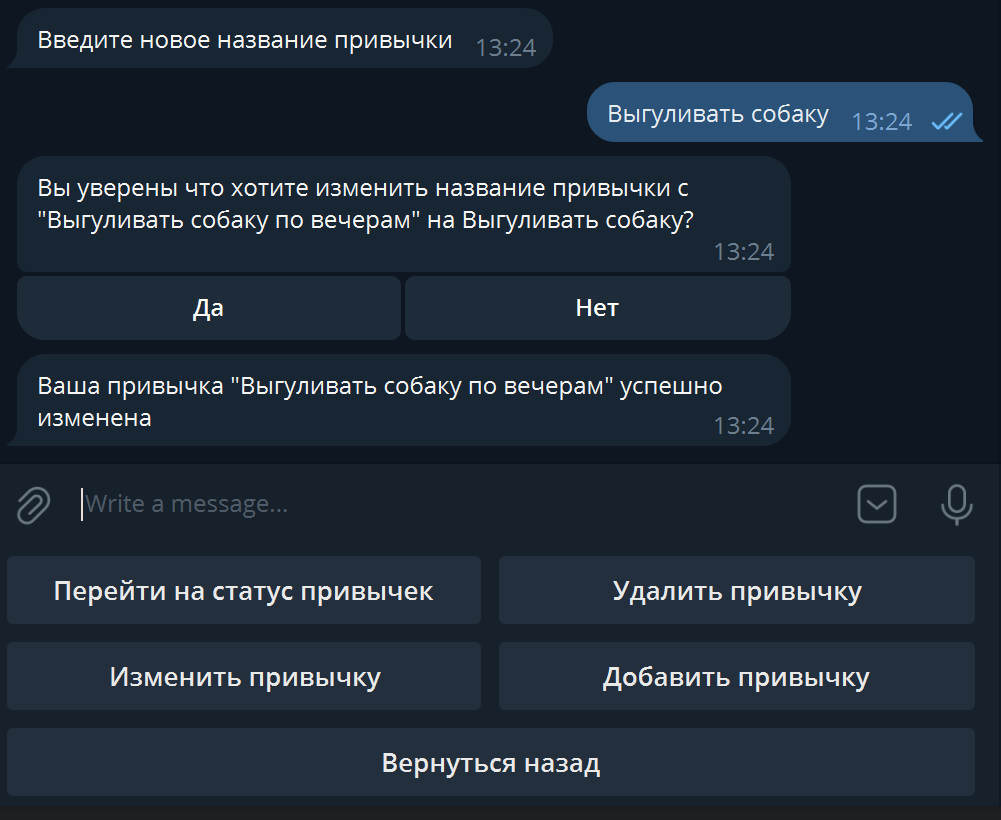 Введите новое название привычки 13:24
Выгуливать собаку 13:24
Вы уверены что хотите изменить название привычки с
"Выгуливать собаку по вечерам" на Выгуливать собаку?
13:24
Да Нет
Ваша привычка "Выгуливать собаку по вечерам" успешно
изменена 13:24
Write a message...
Перейти на статус привычек Удалить привычку
Изменить привычку Добавить привычку
Вернуться назад